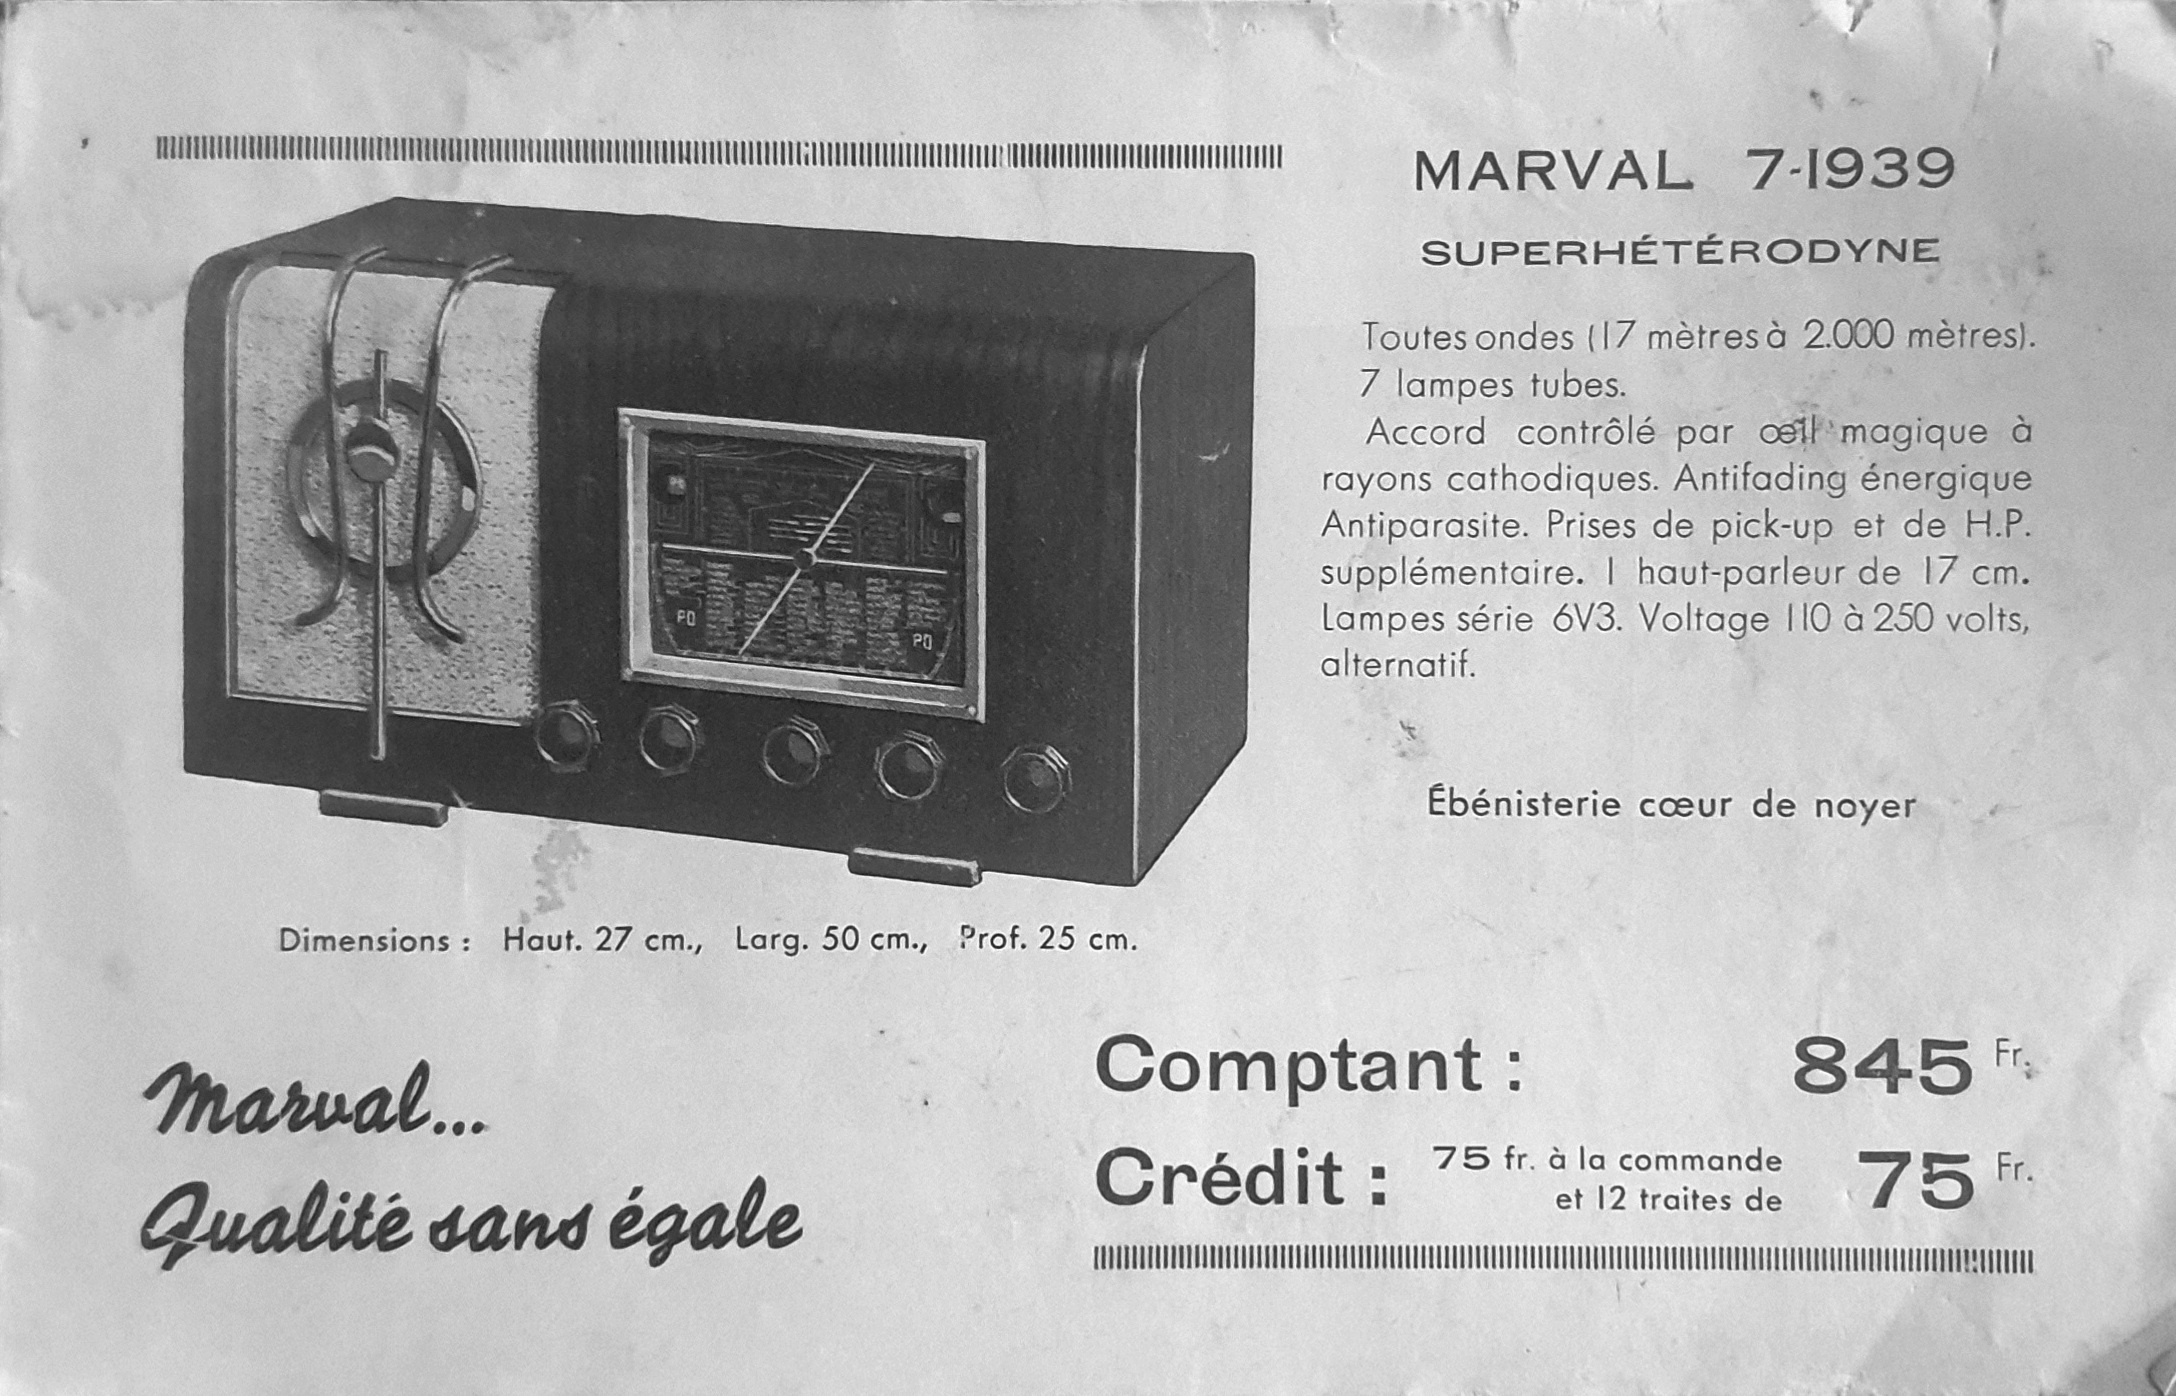 MARVAL 7-1939
SUPERHÉTÉRODYNE
Toutes ondes (17 mètres à 2.000 mètres).
7 lampes tubes.
Accord contrôlé par œil magique à
rayons cathodiques. Antifading énergique
Antiparasite. Prises de pick-up et de H.P.
supplémentaire. 1 haut-parleur de 17 cm.
Lampes série 6V3. Voltage 110 à 250 volts,
alternatif.
Ébénisterie cœur de noyer
PO
PO
Dimensions : Haut. 27 cm., Larg. 50 cm., Prof. 25 cm.
Marval...
Qualité sans égale
Comptant : 845 Fr.
Crédit : 75 fr. à la commande
et 12 traites de 75 Fr.